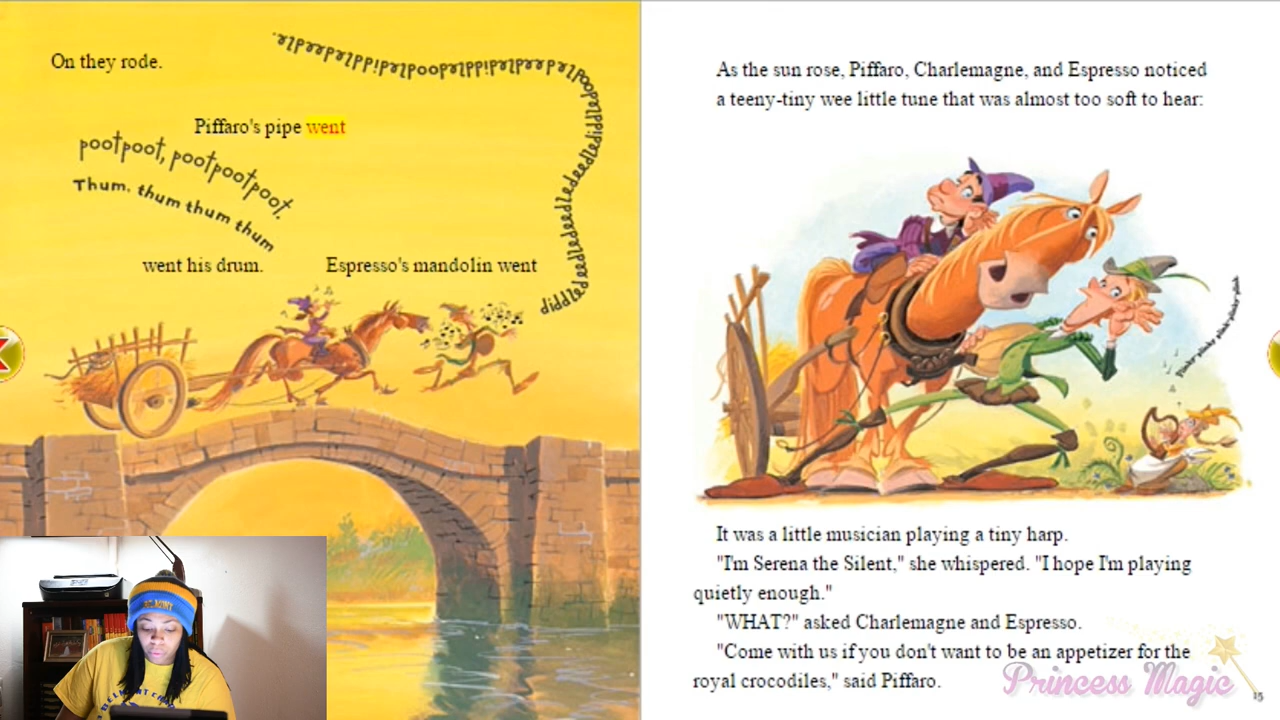 On they rode.
Piffaro's pipe went
pootpoot, pootpootpoot.
Thum, thum thum thum
went his drum.
Espresso's mandolin went
As the sun rose, Piffaro, Charlemagne, and Espresso noticed
a teeny-tiny wee little tune that was almost too soft to hear:
It was a little musician playing a tiny harp.
"I'm Serena the Silent," she whispered. "I hope I'm playing
quietly enough."
"WHAT?" asked Charlemagne and Espresso.
"Come with us if you don't want to be an appetizer for the
royal crocodiles," said Piffaro.
Princess Magic
15